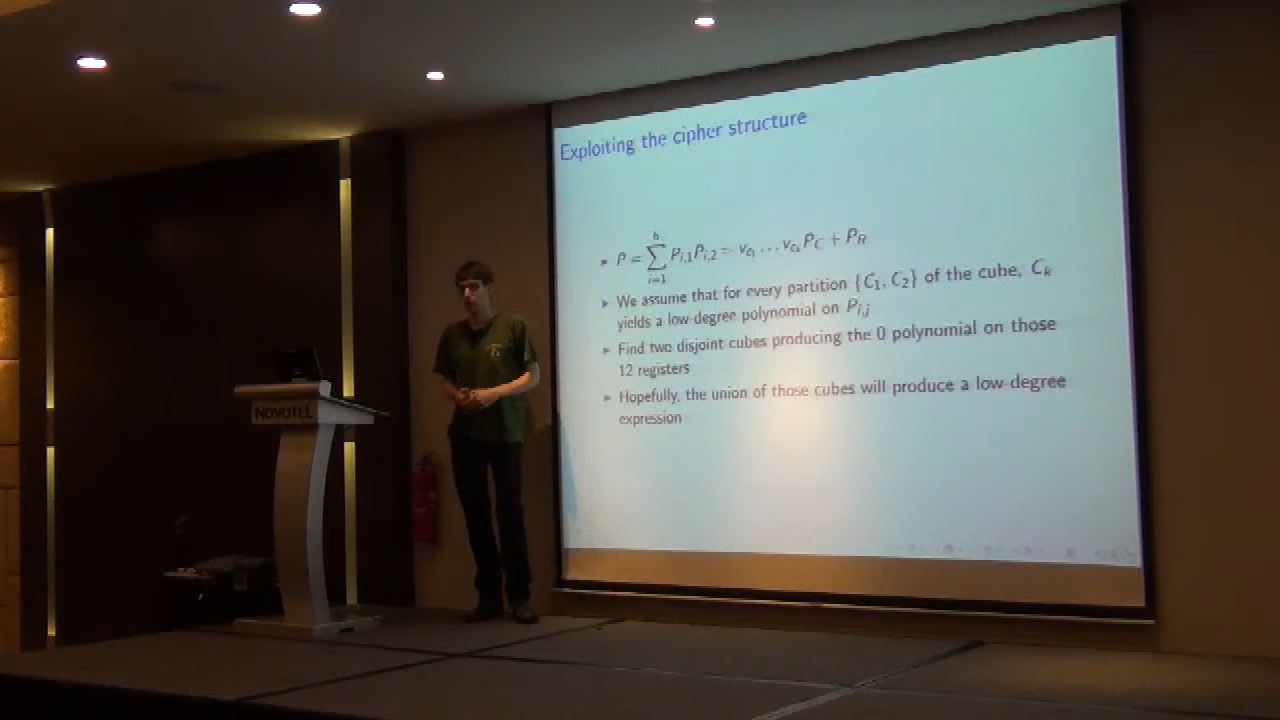 Exploiting the cipher structure
P = ∑_{i=1}^{6} P_{i,1}P_{i,2} = v_{c_1} … v_{c_k} P_C + P_R
We assume that for every partition {C_1, C_2} of the cube, C_k
yields a low-degree polynomial on P_{i,j}
Find two disjoint cubes producing the 0 polynomial on those
12 registers
Hopefully, the union of those cubes will produce a low-degree
expression
NOVOTEL